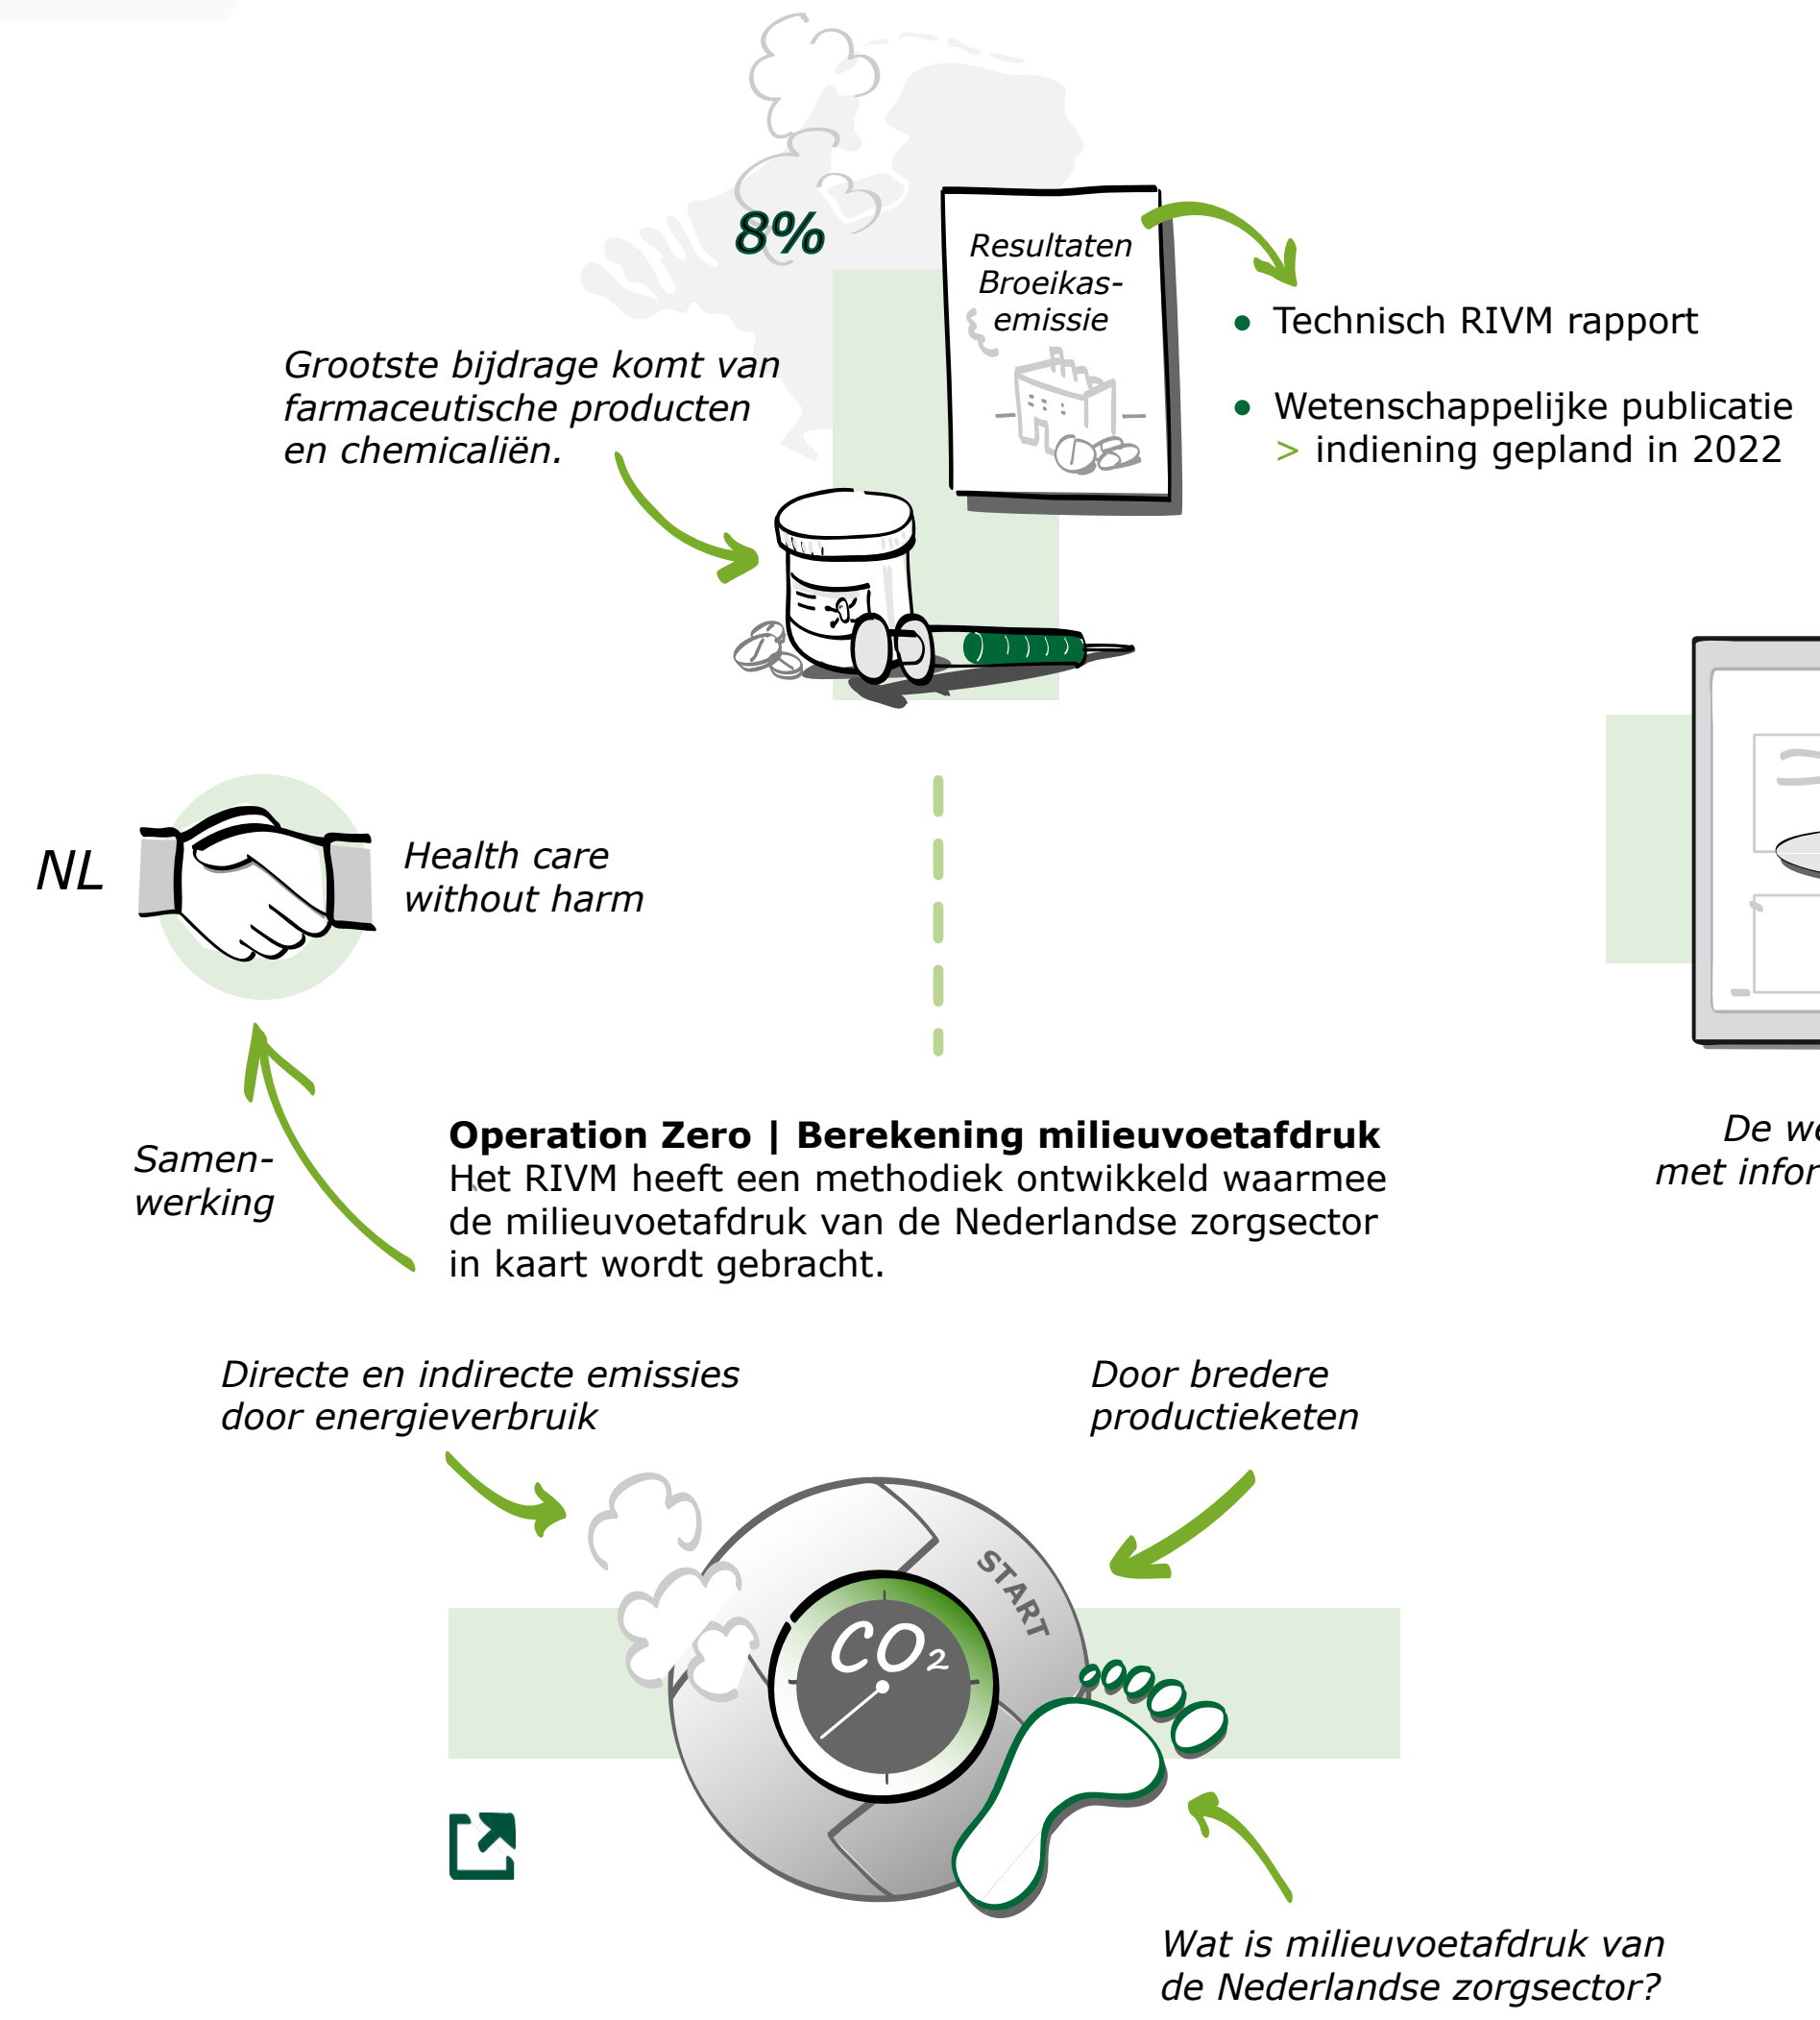 8%
Resultaten
Broeikas-
emissie
Technisch RIVM rapport
Wetenschappelijke publicatie
> indiening gepland in 2022
Grootste bijdrage komt van
farmaceutische producten
en chemicaliën.
NL
Health care
without harm
Samen-
werking
Operation Zero | Berekening milieuvoetafdruk
Het RIVM heeft een methodiek ontwikkeld waarmee
de milieuvoetafdruk van de Nederlandse zorgsector
in kaart wordt gebracht.
De
met
Directe en indirecte emissies
door energieverbruik
Door bredere
productieketen
START
CO₂
Wat is milieuvoetafdruk van
de Nederlandse zorgsector?